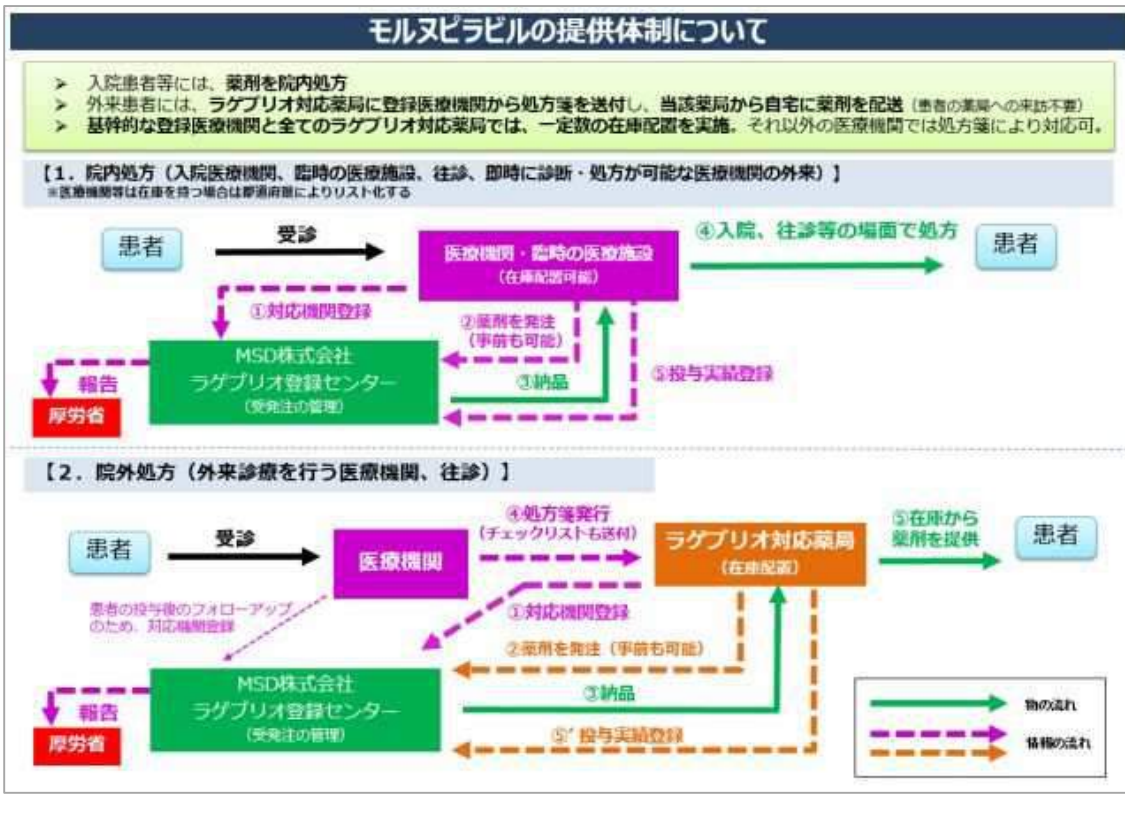 モルヌピラビルの提供体制について
➢ 入院患者等には、薬剤を院内処方
➢ 外来患者には、ラゲブリオ対応薬局に登録医療機関から処方箋を送付し、当該薬局から自宅に薬剤を配送（患者の薬局への来訪不要）
➢ 基幹的な登録医療機関と全てのラゲブリオ対応薬局では、一定数の在庫配置を実施。それ以外の医療機関では処方箋により対応可。
【１．院内処方（入院医療機関、臨時の医療施設、往診、即時に診断・処方が可能な医療機関の外来）】
※医療機関等は在庫を持つ場合は都道府県によりリスト化する
患者
受診
医療機関・臨時の医療施設
（在庫配置可能）
④入院、往診等の場面で処方
患者
①対応機関登録
②薬剤を発注
（事前も可能）
MSD株式会社
ラゲブリオ登録センター
（受発注の管理）
③納品
⑤投与実績登録
報告
厚労省
【２．院外処方（外来診療を行う医療機関、往診）】
患者
受診
医療機関
④処方箋発行
（チェックリストも送付）
ラゲブリオ対応薬局
（在庫配置）
⑤在庫から
薬剤を提供
患者
患者の投与後のフォローアップ
のため、対応機関登録
①対応機関登録
②薬剤を発注（事前も可能）
MSD株式会社
ラゲブリオ登録センター
（受発注の管理）
③納品
⑤’投与実績登録
報告
厚労省
物の流れ
情報の流れ